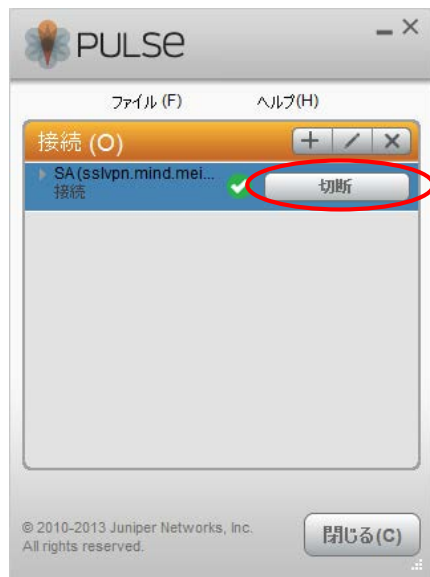 PULSE
ファイル (F) ヘルプ(H)
接続 (O)
SA (sslvpn.mind.mei...
接続
切断
© 2010-2013 Juniper Networks, Inc.
All rights reserved.
閉じる(C)